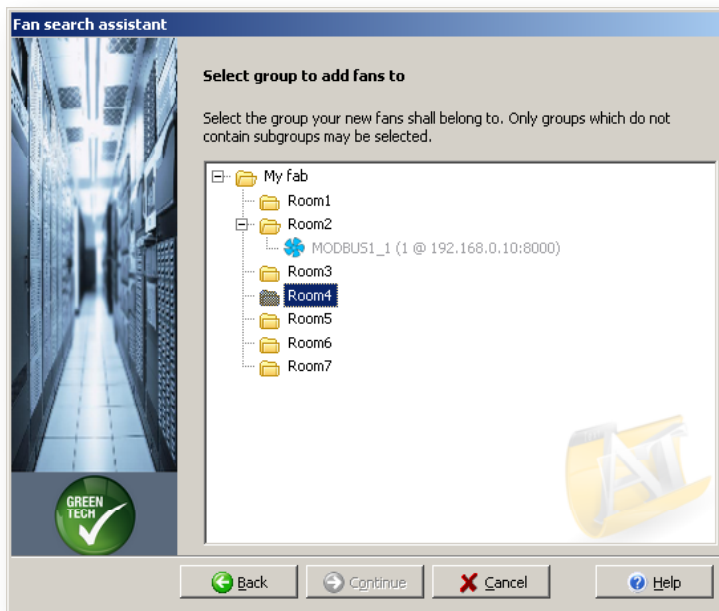 Fan search assistant
Select group to add fans to
Select the group your new fans shall belong to. Only groups which do not
contain subgroups may be selected.
My fab
Room1
Room2
MODBUS1_1 (1 @ 192.168.0.10:8000)
Room3
Room4
Room5
Room6
Room7
GREEN
TECH
Back
Continue
Cancel
Help